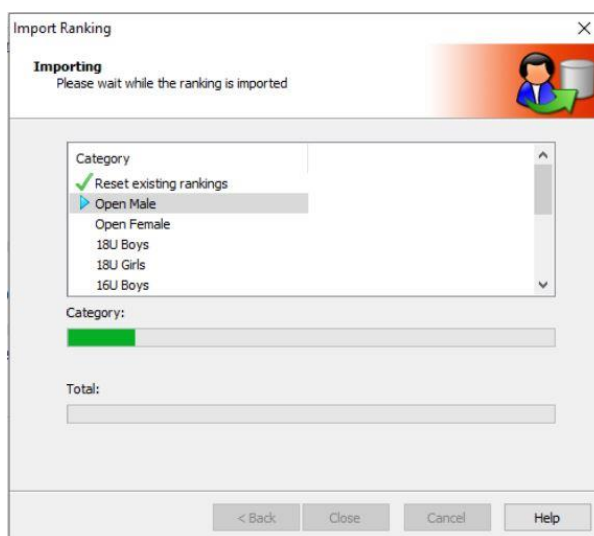 Import Ranking
Importing
Please wait while the ranking is imported
Category
Reset existing rankings
Open Male
Open Female
18U Boys
18U Girls
16U Boys
Category:
Total:
< Back
Close
Cancel
Help